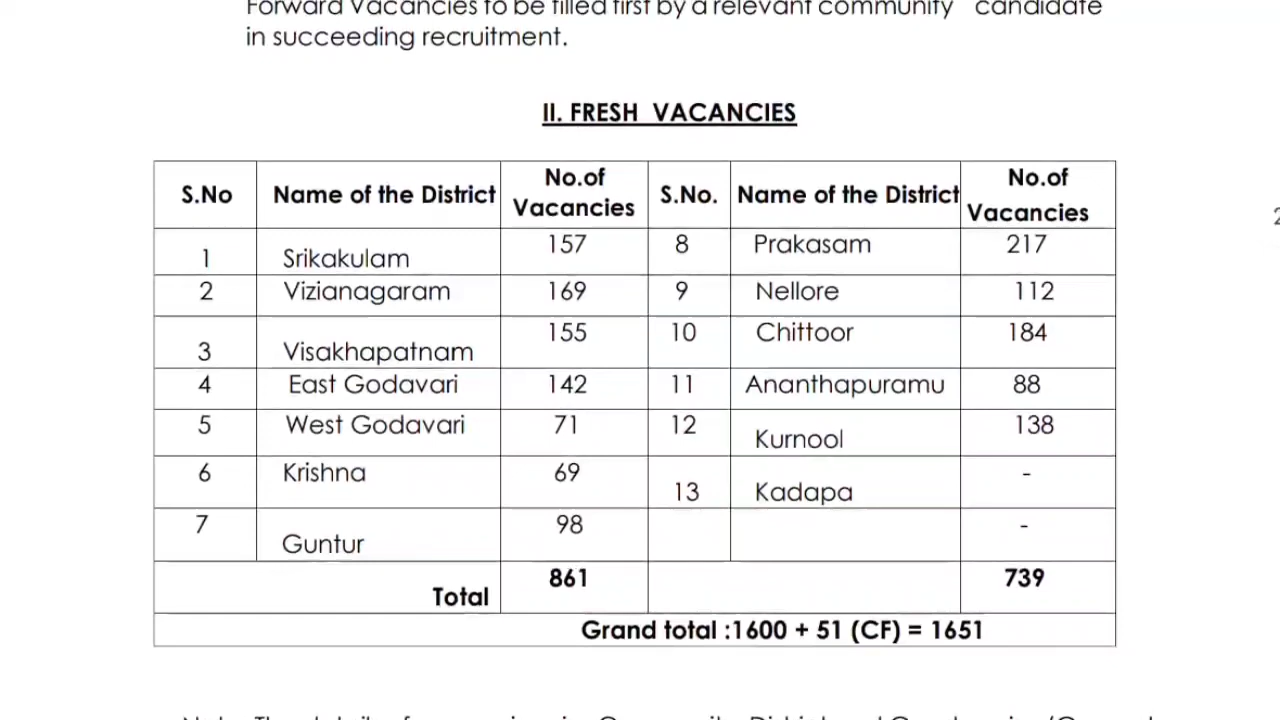 Forward Vacancies to be filled first by a relevant community candidate
in succeeding recruitment.
II. FRESH VACANCIES
S.No Name of the District No.of Vacancies S.No. Name of the District No.of Vacancies
1 Srikakulam 157 8 Prakasam 217
2 Vizianagaram 169 9 Nellore 112
3 Visakhapatnam 155 10 Chittoor 184
4 East Godavari 142 11 Ananthapuramu 88
5 West Godavari 71 12 Kurnool 138
6 Krishna 69 13 Kadapa -
7 Guntur 98 -
Total 861 739
Grand total :1600 + 51 (CF) = 1651